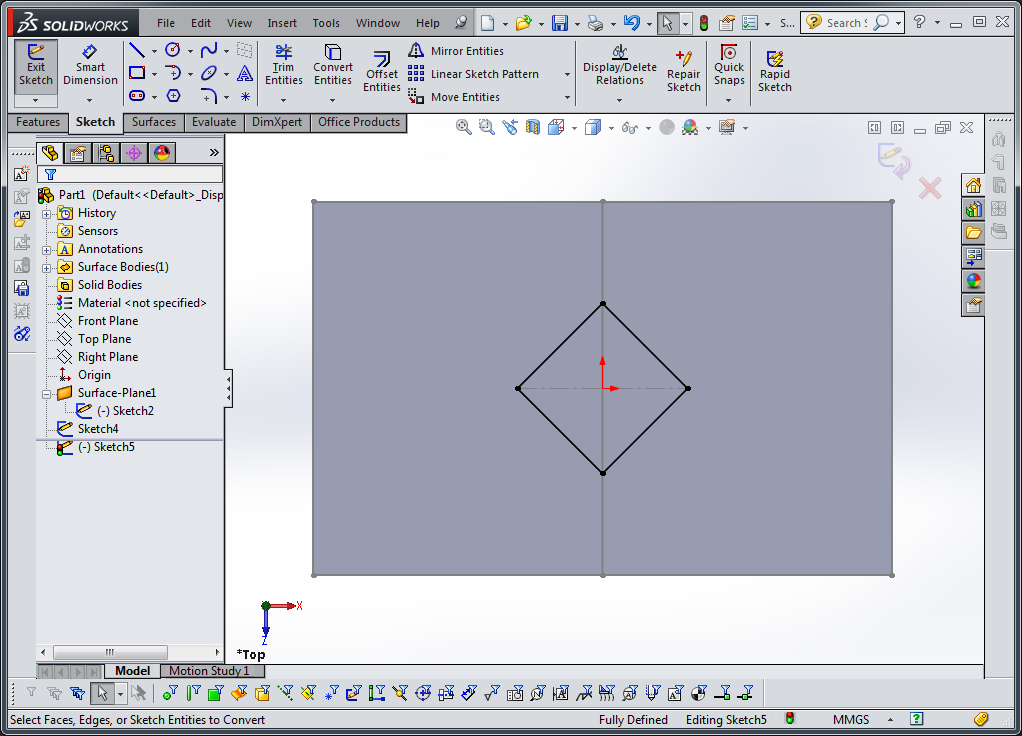 SOLIDWORKS File Edit View Insert Tools Window Help S... Search
Exit Sketch
Smart Dimension
Trim Entities
Convert Entities
Offset Entities
Mirror Entities
Linear Sketch Pattern
Move Entities
Display/Delete Relations
Repair Sketch
Quick Snaps
Rapid Sketch
Features Sketch Surfaces Evaluate DimXpert Office Products
Part1 (Default<<Default>_Disp
History
Sensors
Annotations
Surface Bodies(1)
Solid Bodies
Material <not specified>
Front Plane
Top Plane
Right Plane
Origin
Surface-Plane1
(-) Sketch2
Sketch4
(-) Sketch5
X
Z
*Top
Model Motion Study 1
Select Faces, Edges, or Sketch Entities to Convert Fully Defined Editing Sketch5 MMGS